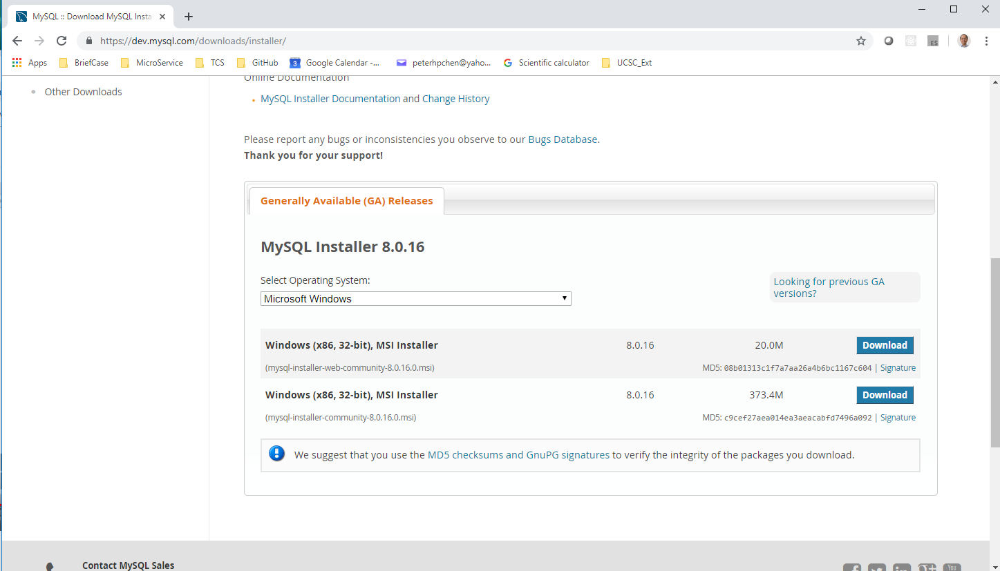 MySQL :: Download MySQL Insta
https://dev.mysql.com/downloads/installer/
ES
Apps BriefCase MicroService TCS GitHub 3 Google Calendar -... peterhpchen@yaho... Scientific calculator UCSC_Ext
Other Downloads
Online Documentation
MySQL Installer Documentation and Change History
Please report any bugs or inconsistencies you observe to our Bugs Database.
Thank you for your support!
Generally Available (GA) Releases
MySQL Installer 8.0.16
Select Operating System:
Microsoft Windows
Looking for previous GA
versions?
Windows (x86, 32-bit), MSI Installer 8.0.16 20.0M Download
(mysql-installer-web-community-8.0.16.0.msi) MD5: 08b01313c1f7a7aa26a4b6bc1167c604 | Signature
Windows (x86, 32-bit), MSI Installer 8.0.16 373.4M Download
(mysql-installer-community-8.0.16.0.msi) MD5: c9cef27aea014ea3aeacabfd7496a092 | Signature
We suggest that you use the MD5 checksums and GnuPG signatures to verify the integrity of the packages you download.
Contact MySQL Sales
You